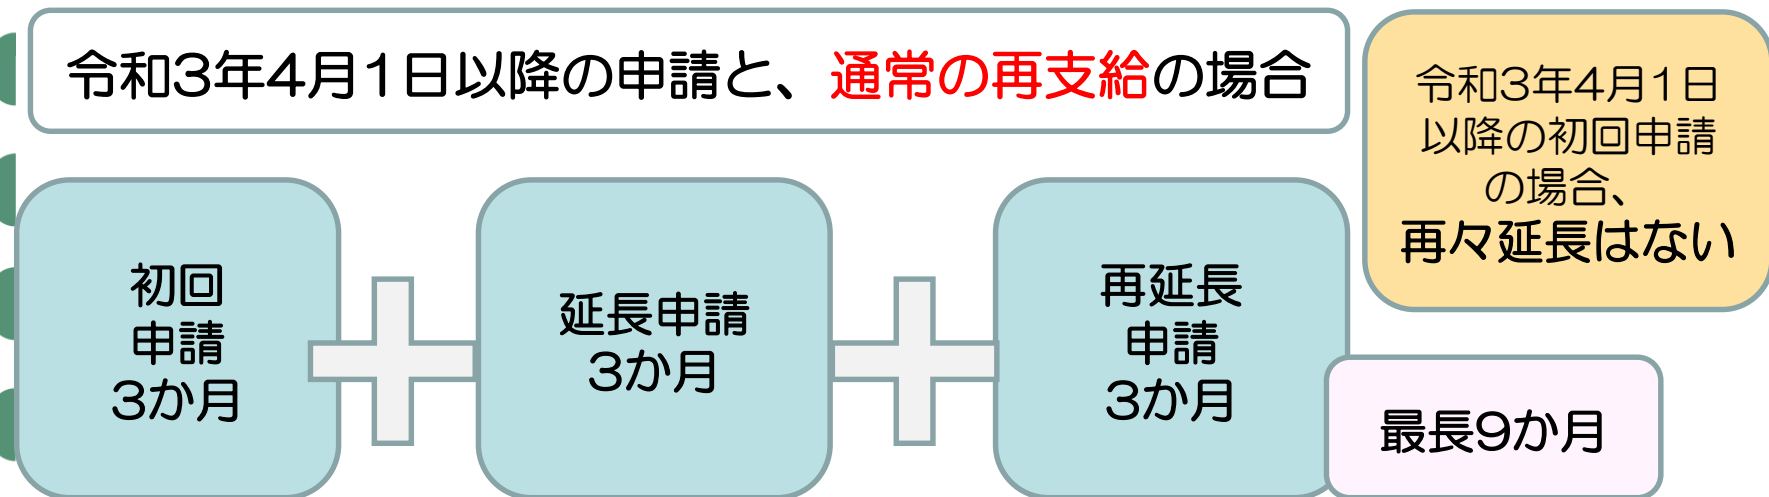 令和3年4月1日以降の申請と、通常の再支給の場合
令和3年4月1日
以降の初回申請
の場合、
再々延長はない
初回
申請
3か月
延長申請
3か月
再延長
申請
3か月
最長9か月